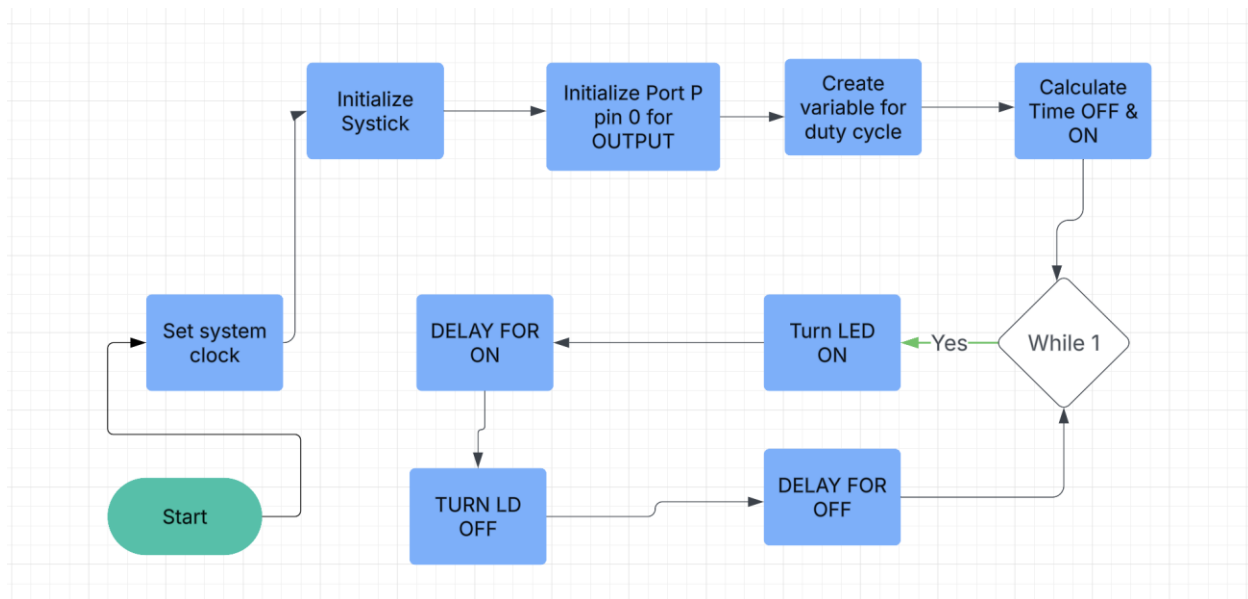 Initialize
Systick
Initialize Port P
pin 0 for
OUTPUT
Create
variable for
duty cycle
Calculate
Time OFF &
ON
Set system
clock
DELAY FOR
ON
Turn LED
ON
Yes
While 1
Start
TURN LD
OFF
DELAY FOR
OFF